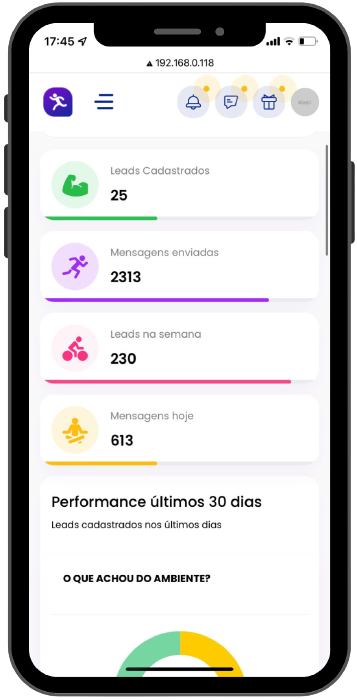 17:45
192.168.0.118
Leads Cadastrados
25
Mensagens enviadas
2313
Leads na semana
230
Mensagens hoje
613
Performance últimos 30 dias
Leads cadastrados nos últimos dias
O QUE ACHOU DO AMBIENTE?